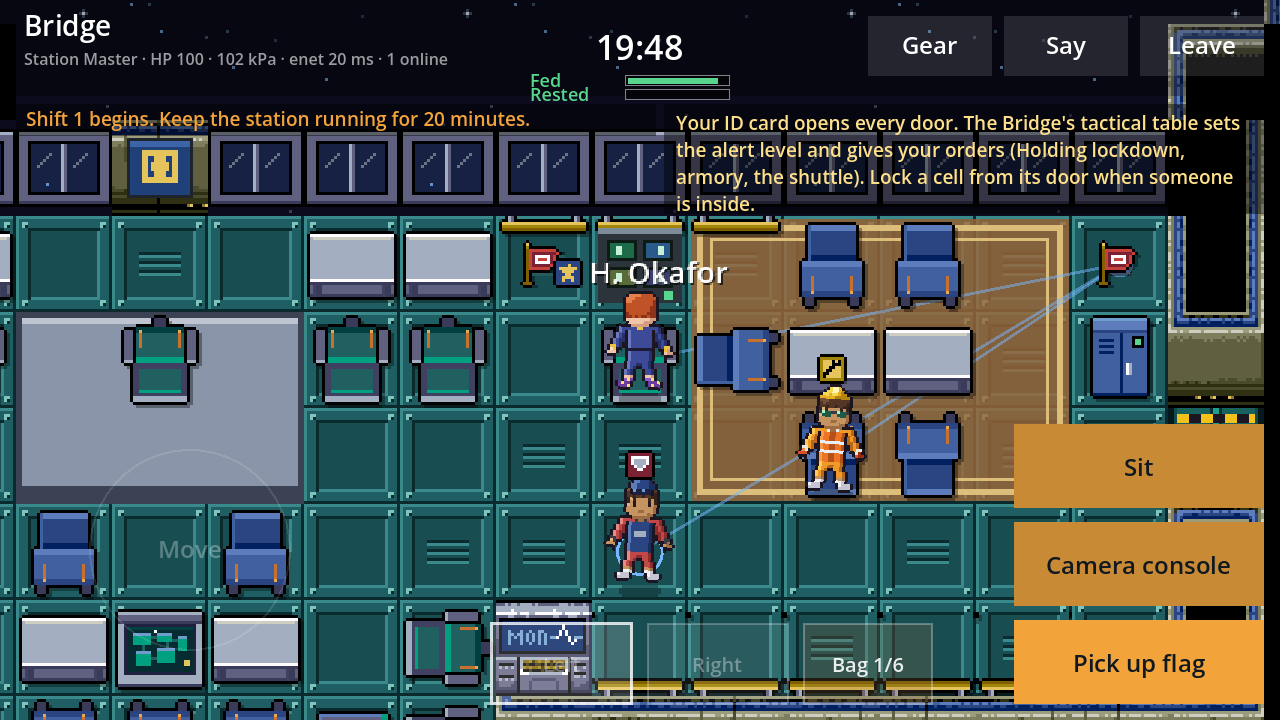 Bridge
Station Master · HP 100 · 102 kPa · enet 20 ms · 1 online
19:48
Fed
Rested
Gear
Say
Leave
Shift 1 begins. Keep the station running for 20 minutes.
Your ID card opens every door. The Bridge's tactical table sets
the alert level and gives your orders (Holding lockdown,
armory, the shuttle). Lock a cell from its door when someone
is inside.
H. Okafor
Sit
Move
Camera console
MON
Right
Bag 1/6
Pick up flag